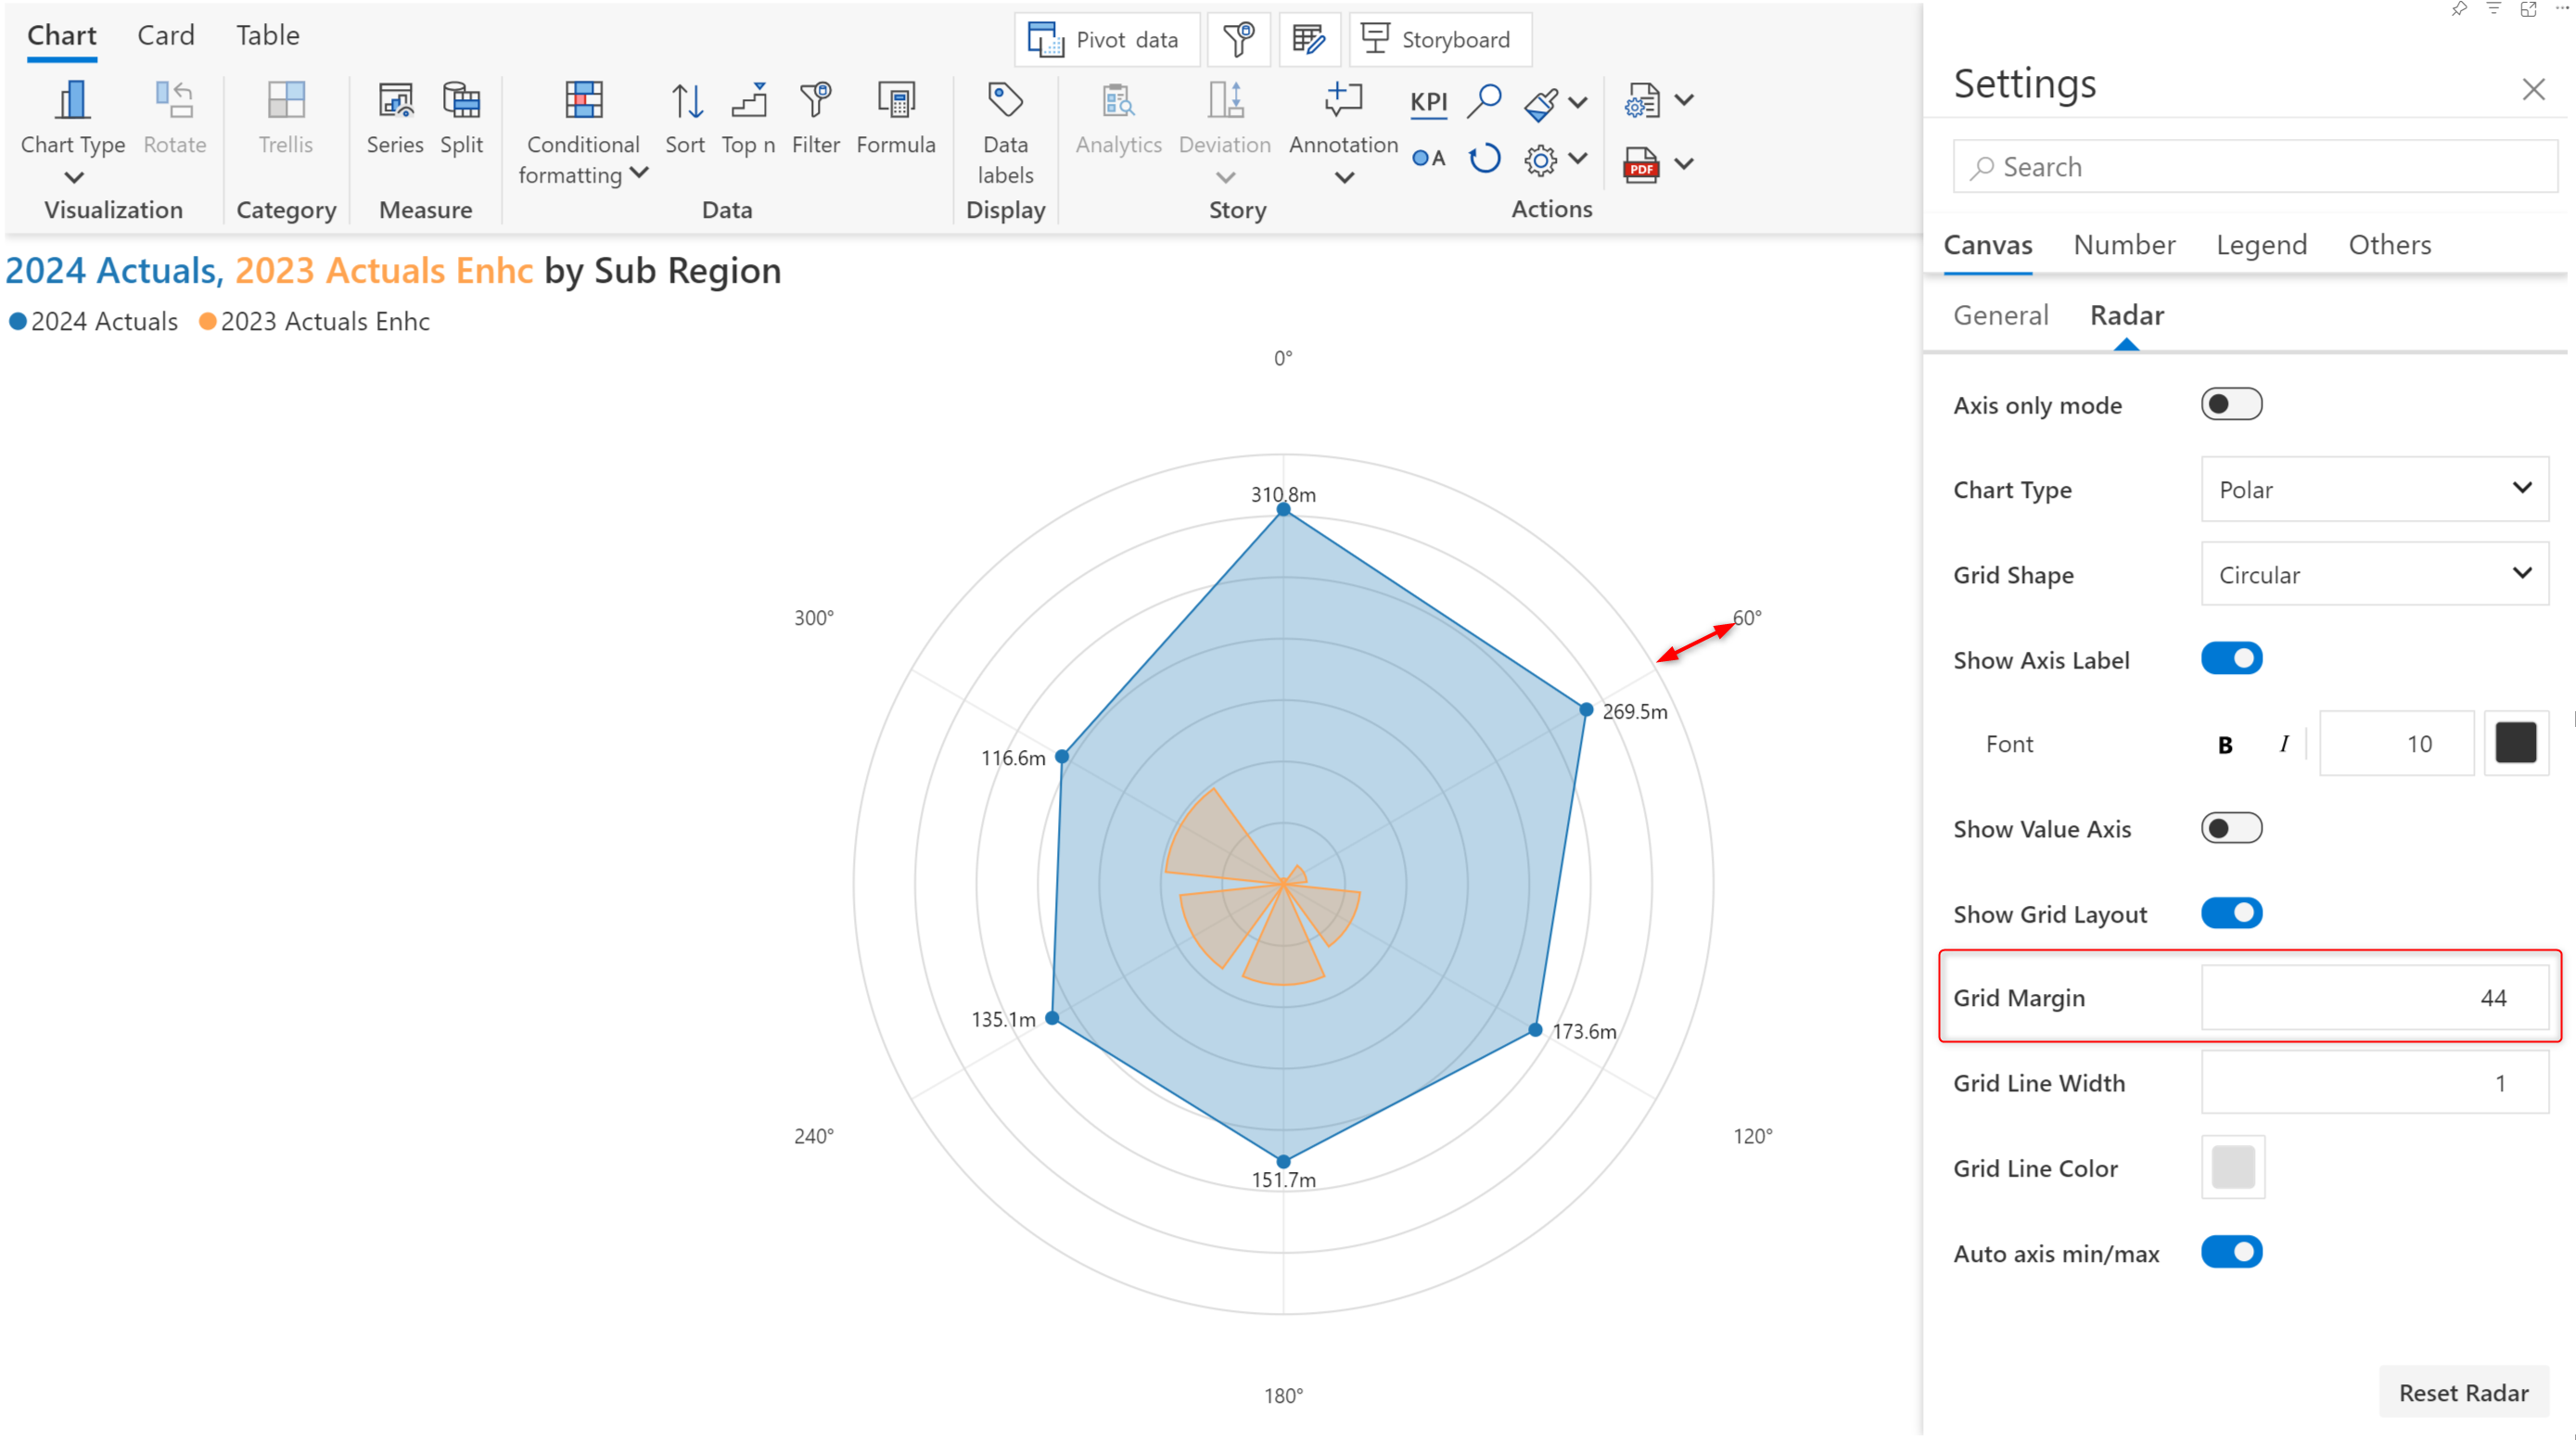 Chart Card Table
Pivot data
Storyboard
Chart Type
Rotate
Trellis
Series
Split
Conditional
formatting
Sort
Top n
Filter
Formula
Data
labels
Analytics
Deviation
Annotation
KPI
A
PDF
Visualization
Category
Measure
Data
Display
Story
Actions
2024 Actuals, 2023 Actuals Enhc by Sub Region
2024 Actuals 2023 Actuals Enhc
0°
310.8m
300°
60°
269.5m
116.6m
135.1m
173.6m
240°
120°
151.7m
180°
Settings
Search
Canvas Number Legend Others
General Radar
Axis only mode
Chart Type Polar
Grid Shape Circular
Show Axis Label
Font B I 10
Show Value Axis
Show Grid Layout
Grid Margin 44
Grid Line Width 1
Grid Line Color
Auto axis min/max
Reset Radar